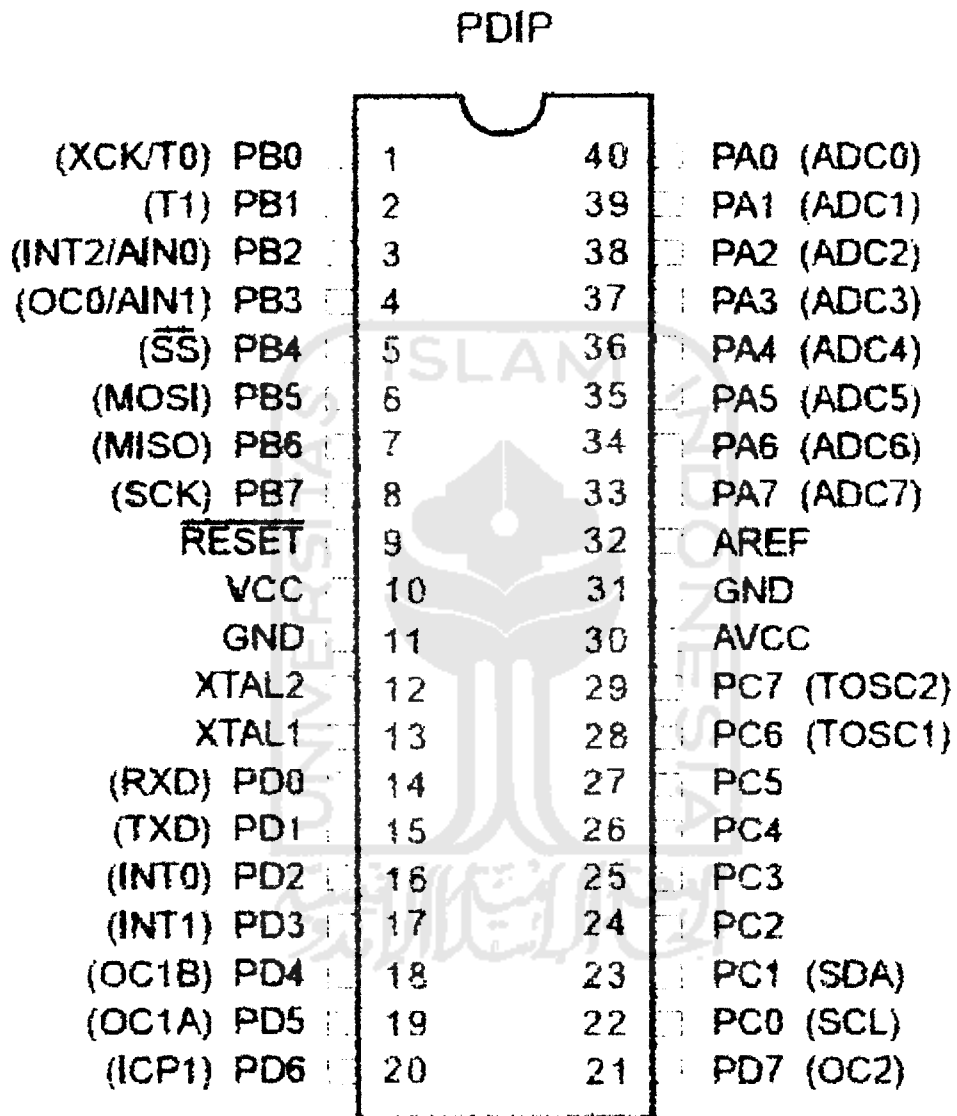 PDIP
(XCK/T0) PB0 1 40 PA0 (ADC0)
(T1) PB1 2 39 PA1 (ADC1)
(INT2/AIN0) PB2 3 38 PA2 (ADC2)
(OC0/AIN1) PB3 4 37 PA3 (ADC3)
(SS) PB4 5 36 PA4 (ADC4)
(MOSI) PB5 6 35 PA5 (ADC5)
(MISO) PB6 7 34 PA6 (ADC6)
(SCK) PB7 8 33 PA7 (ADC7)
RESET 9 32 AREF
VCC 10 31 GND
GND 11 30 AVCC
XTAL2 12 29 PC7 (TOSC2)
XTAL1 13 28 PC6 (TOSC1)
(RXD) PD0 14 27 PC5
(TXD) PD1 15 26 PC4
(INT0) PD2 16 25 PC3
(INT1) PD3 17 24 PC2
(OC1B) PD4 18 23 PC1 (SDA)
(OC1A) PD5 19 22 PC0 (SCL)
(ICP1) PD6 20 21 PD7 (OC2)
UNIVERSITAS
ISLAM
INDONESIA